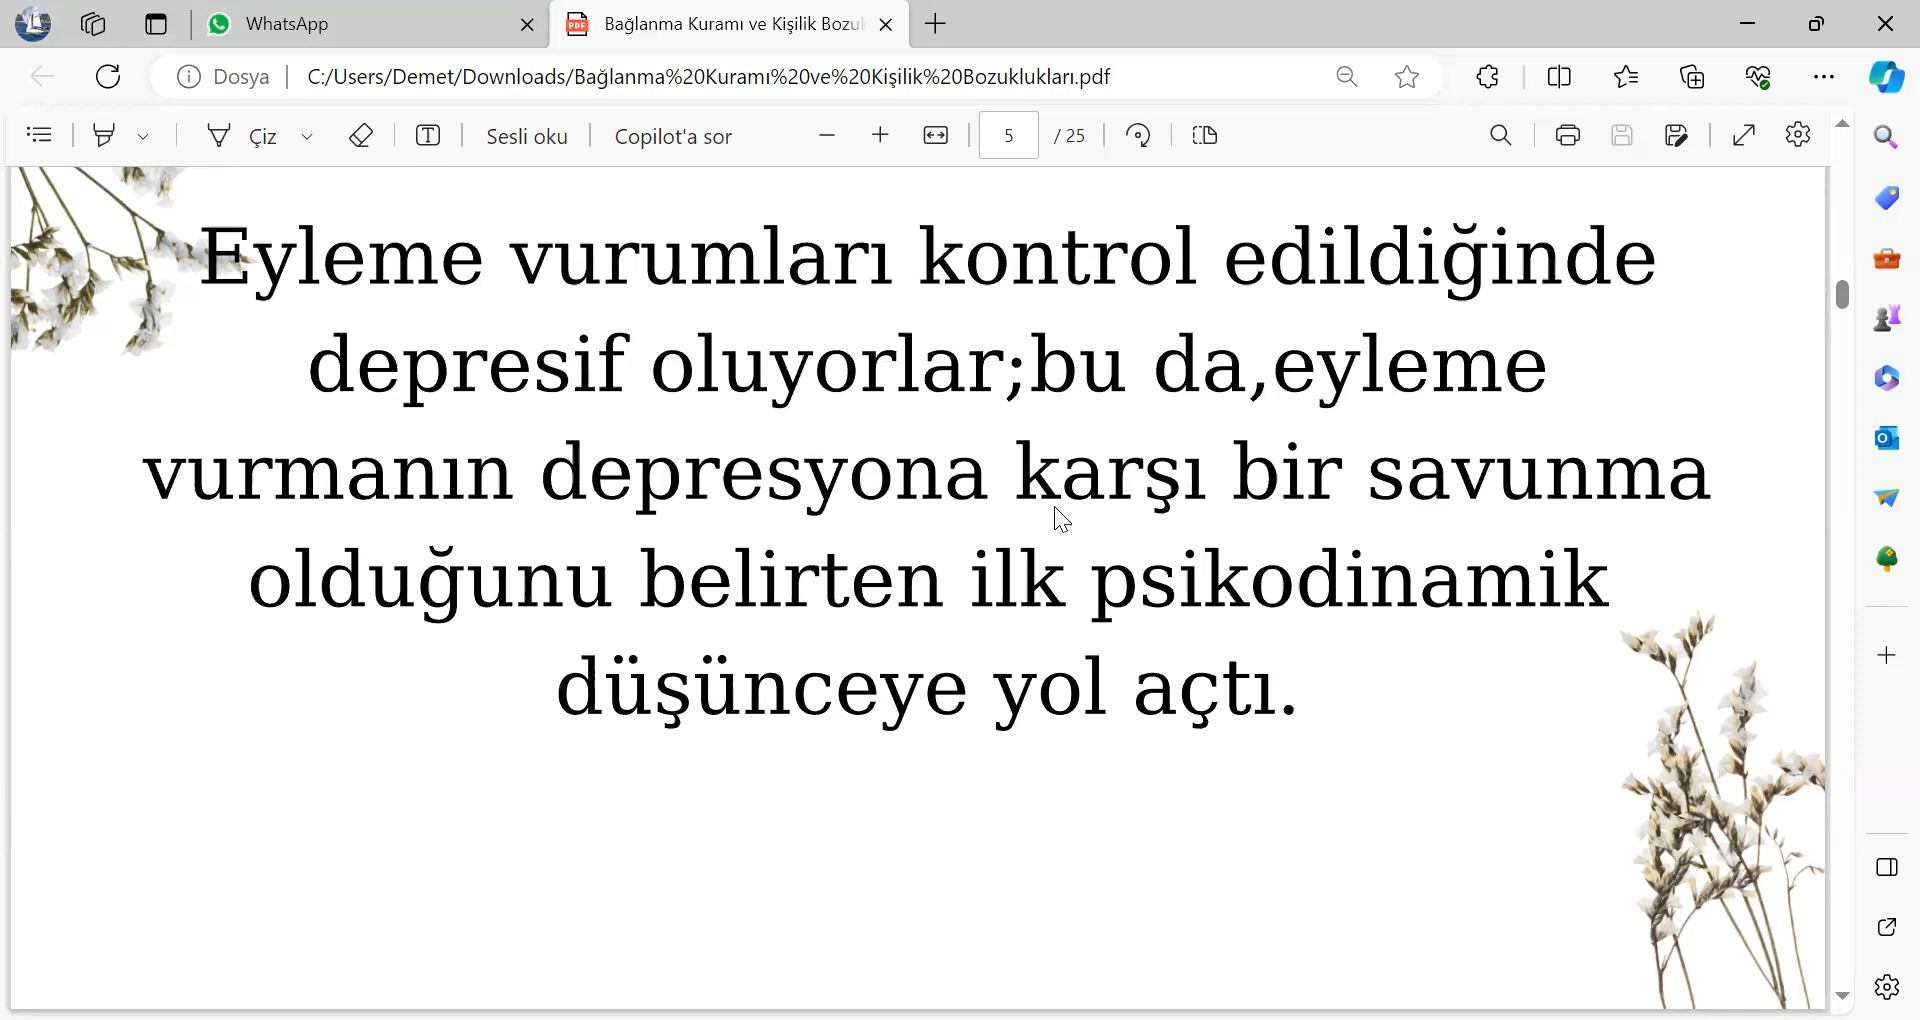 WhatsApp
Bağlanma Kuramı ve Kişilik Bozu
Dosya
C:/Users/Demet/Downloads/Bağlanma%20Kuramı%20ve%20Kişilik%20Bozuklukları.pdf
Çiz
Sesli oku
Copilot'a sor
5 / 25
Eyleme vurumları kontrol edildiğinde
depresif oluyorlar;bu da,eyleme
vurmanın depresyona karşı bir savunma
olduğunu belirten ilk psikodinamik
düşünceye yol açtı.